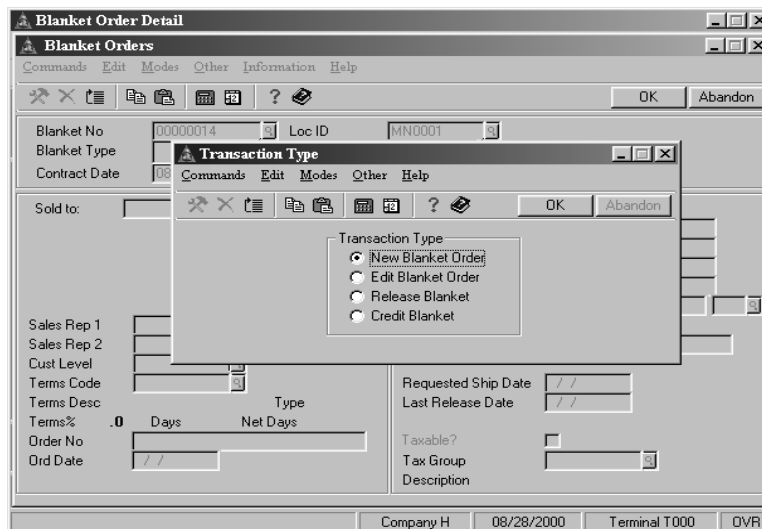 Blanket Order Detail
Blanket Orders
Commands Edit Modes Other Information Help
OK Abandon
Blanket No 00000014 Loc ID MN0001
Blanket Type
Contract Date 08
Transaction Type
Commands Edit Modes Other Help
OK Abandon
Transaction Type
New Blanket Order
Edit Blanket Order
Release Blanket
Credit Blanket
Sold to:
Sales Rep 1
Sales Rep 2
Cust Level
Terms Code Requested Ship Date / /
Terms Desc Type Last Release Date / /
Terms% .0 Days Net Days
Order No Taxable?
Ord Date / / Tax Group
Description
Company H 08/28/2000 Terminal T000 OVR